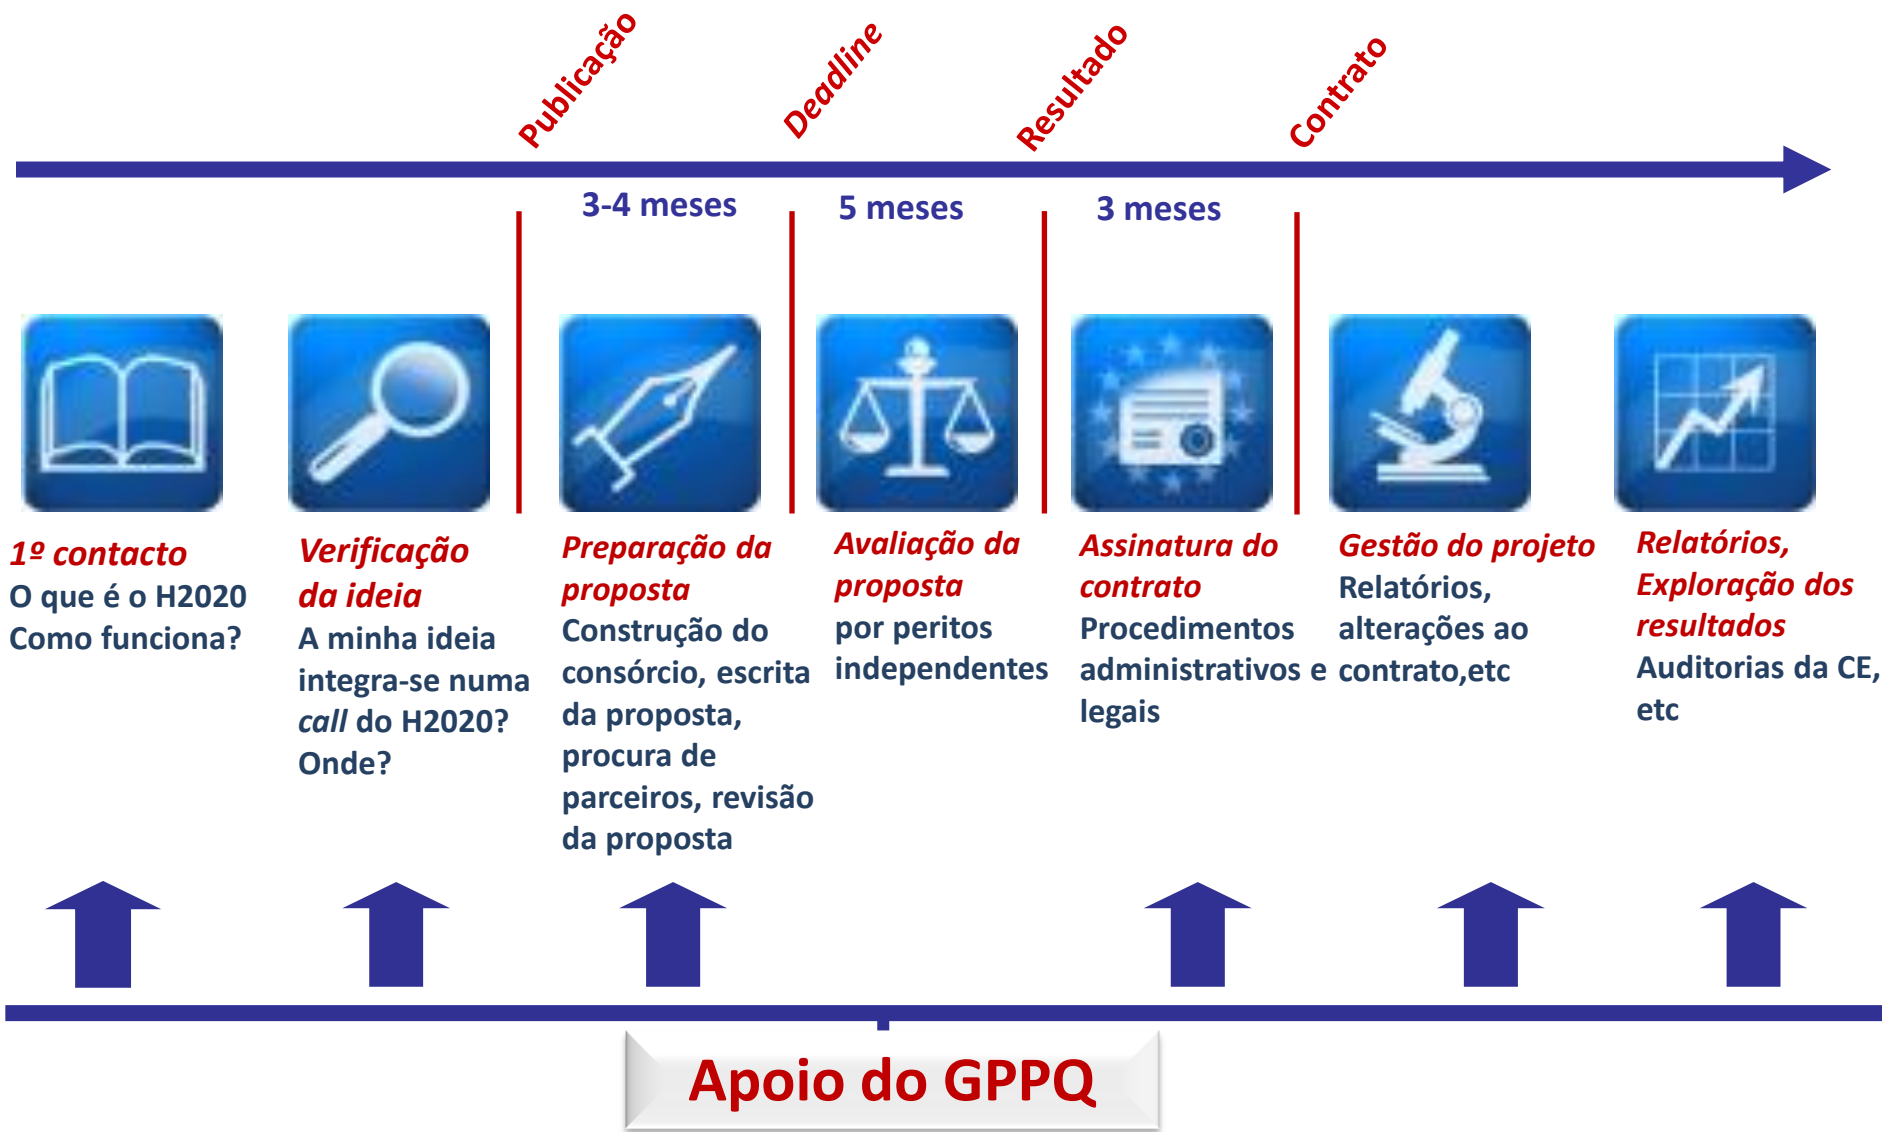 Publicação
Deadline
Resultado
Contrato
3-4 meses
5 meses
3 meses
1º contacto
O que é o H2020
Como funciona?
Verificação
da ideia
A minha ideia
integra-se numa
call do H2020?
Onde?
Preparação da
proposta
Construção do
consórcio, escrita
da proposta,
procura de
parceiros, revisão
da proposta
Avaliação da
proposta
por peritos
independentes
Assinatura do
contrato
Procedimentos
administrativos e
legais
Gestão do projeto
Relatórios,
alterações ao
contrato,etc
Relatórios,
Exploração dos
resultados
Auditorias da CE,
etc
Apoio do GPPQ